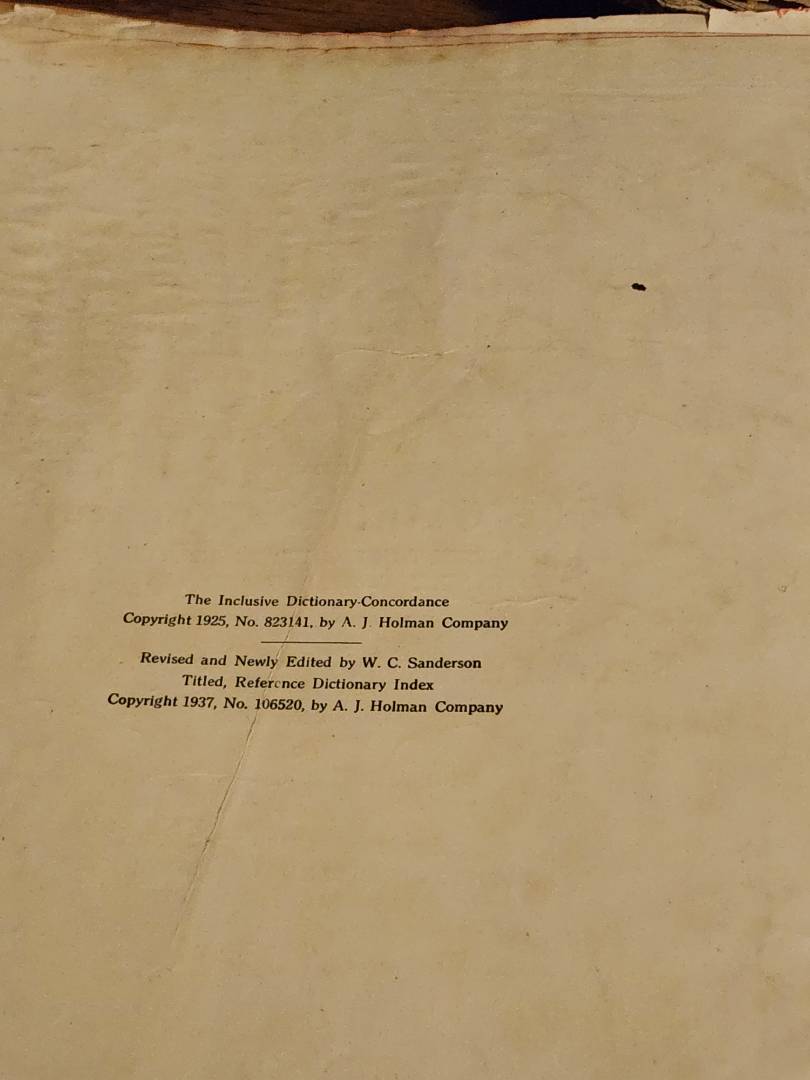 The Inclusive Dictionary-Concordance
Copyright 1925, No. 823141, by A. J. Holman Company
Revised and Newly Edited by W. C. Sanderson
Titled, Reference Dictionary Index
Copyright 1937, No. 106520, by A. J. Holman Company